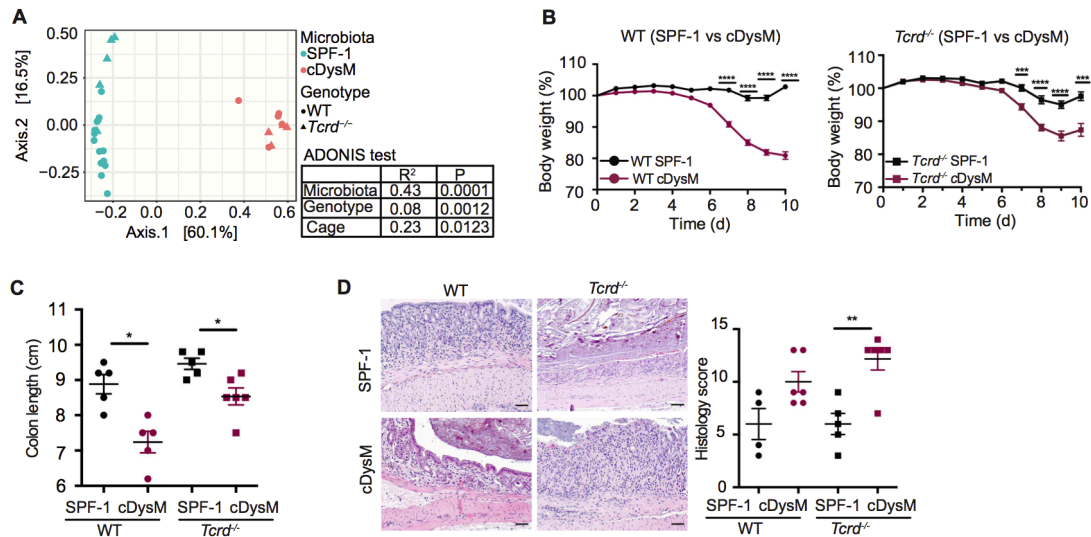 A
Axis.2 [16.5%]
0.50
0.25
0.00
−0.25
−0.2 0.0 0.2 0.4 0.6
Axis.1 [60.1%]
Microbiota
SPF-1
cDysM
Genotype
WT
Tcrd−/−
ADONIS test
R² P
Microbiota 0.43 0.0001
Genotype 0.08 0.0012
Cage 0.23 0.0123
B
WT (SPF-1 vs cDysM)
Body weight (%)
110
100
90
80
70
0 2 4 6 8 10
Time (d)
**** **** **** ****
WT SPF-1
WT cDysM
Tcrd-/- (SPF-1 vs cDysM)
Body weight (%)
110
100
90
80
70
0 1 2 3 4 5 6 7 8 9 10
Time (d)
*** **** **** ***
Tcrd-/- SPF-1
Tcrd-/- cDysM
C
Colon length (cm)
11
10
9
8
7
6
* *
SPF-1 cDysM SPF-1 cDysM
WT Tcrd-/-
D
WT Tcrd-/-
SPF-1
cDysM
Histology score
15
10
5
0
**
SPF-1 cDysM SPF-1 cDysM
WT Tcrd-/-